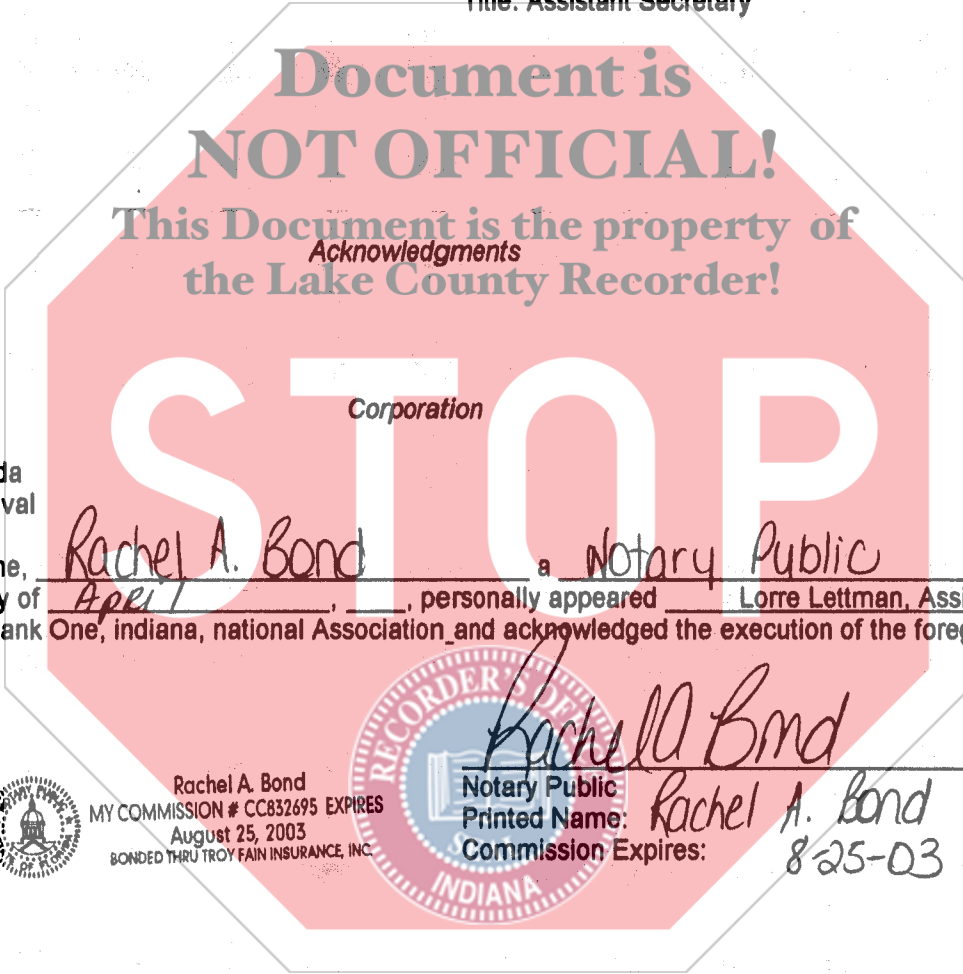 Title: Assistant Secretary
Document is
NOT OFFICIAL!
This Document is the property of
Acknowledgments
the Lake County Recorder!
STOP
Corporation
da
val
ne, Rachel A. Bond a Notary Public
y of April , ____, personally appeared Lorre Lettman, Assi
ank One, indiana, national Association and acknowledged the execution of the foreg
Rachel A Bond
Notary Public
Printed Name: Rachel A. Bond
Commission Expires: 8-25-03
Rachel A. Bond
MY COMMISSION # CC832695 EXPIRES
August 25, 2003
BONDED THRU TROY FAIN INSURANCE, INC.
RECORDER'S
INDIANA